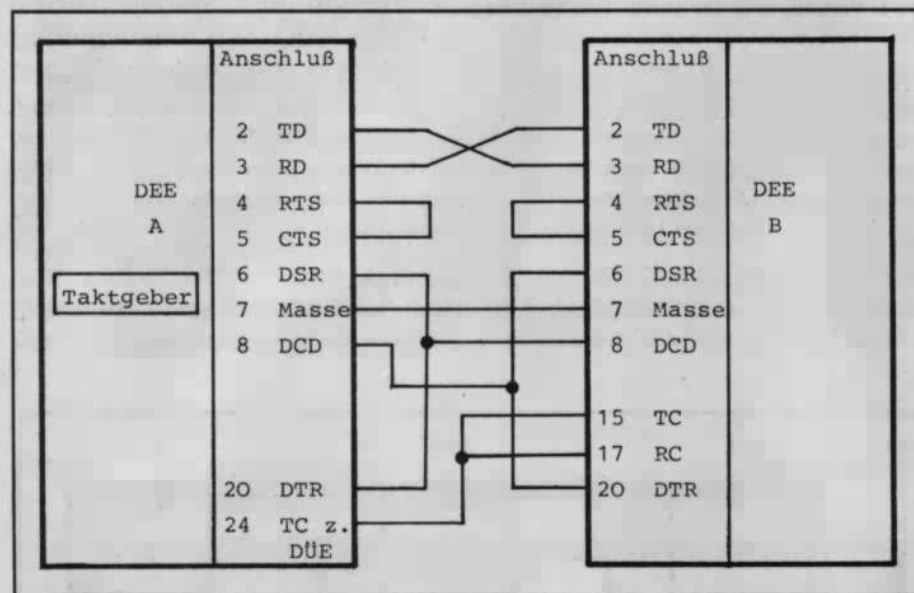 Anschluß Anschluß
2 TD 2 TD
3 RD 3 RD
DEE 4 RTS 4 RTS DEE
A 5 CTS 5 CTS B
6 DSR 6 DSR
Taktgeber 7 Masse 7 Masse
8 DCD 8 DCD
15 TC
17 RC
20 DTR 20 DTR
24 TC z.
DÜE